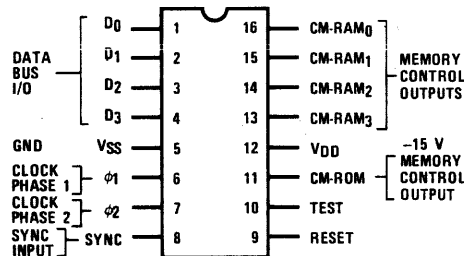 DATA BUS I/O
D0 1
D1 2
D2 3
D3 4
GND VSS 5
CLOCK PHASE 1 ϕ1 6
CLOCK PHASE 2 ϕ2 7
SYNC INPUT SYNC 8
16 CM-RAM0
15 CM-RAM1
14 CM-RAM2
13 CM-RAM3
MEMORY CONTROL OUTPUTS
12 VDD -15 V
11 CM-ROM MEMORY CONTROL OUTPUT
10 TEST
9 RESET